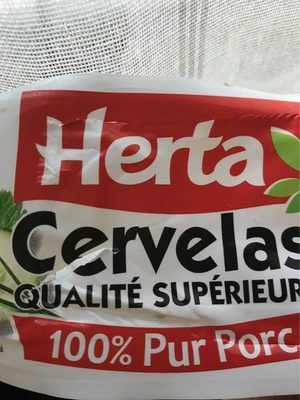 Herta
Cervelas
QUALITÉ SUPÉRIEUR
100% Pur Porc